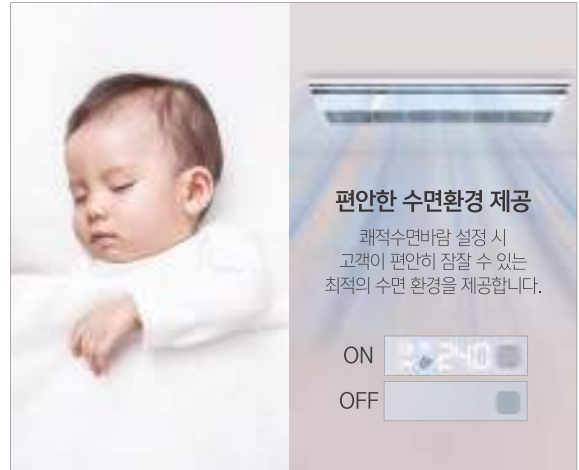 편안한 수면환경 제공
쾌적수면바람 설정 시
고객이 편안히 잠잘 수 있는
최적의 수면 환경을 제공합니다.
ON
240
OFF